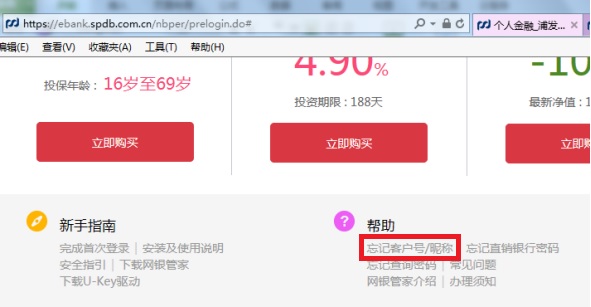 https://ebank.spdb.com.cn/nbper/prelogin.do#
个人金融_浦发...
编辑(E) 查看(V) 收藏夹(A) 工具(T) 帮助(H)
投保年龄：16岁至69岁
4.90%
投资期限：188天
-10
最新净值：1
立即购买
立即购买
立即购
新手指南
完成首次登录 | 安装及使用说明
安全指引 | 下载网银管家
下载U-Key驱动
帮助
忘记客户号/昵称 忘记直销银行密码
忘记查询密码 | 常见问题
网银管家介绍 | 办理须知